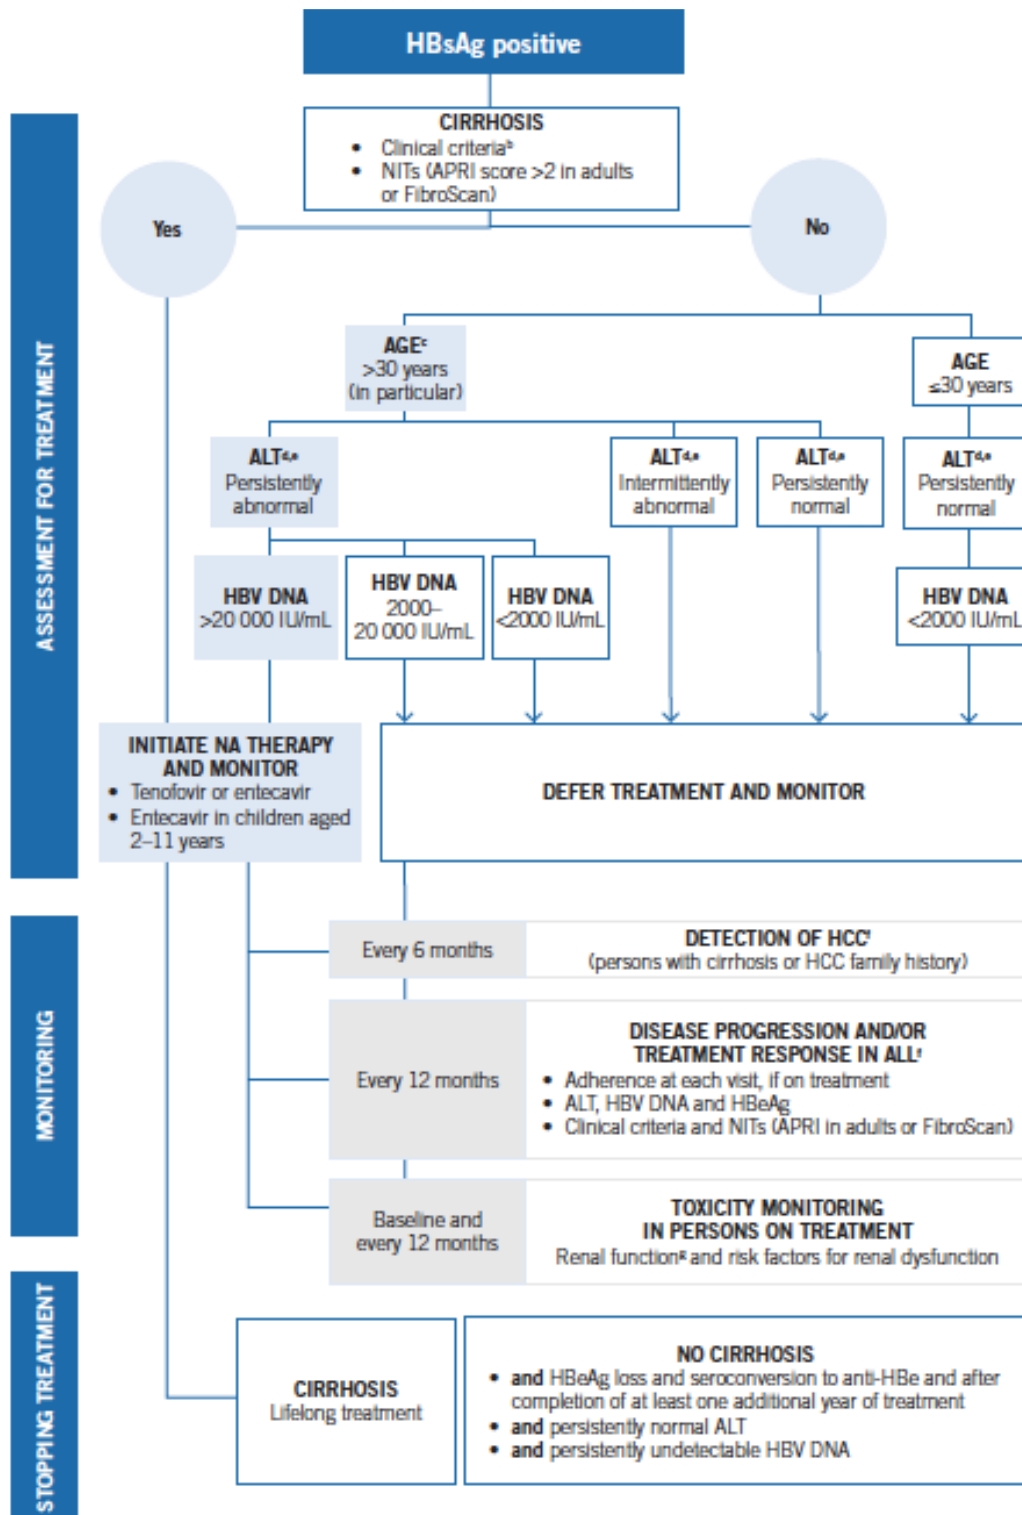 HBsAg positive
ASSESSMENT FOR TREATMENT
CIRRHOSIS
• Clinical criteriaᵇ
• NITs (APRI score >2 in adults
or FibroScan)
Yes
No
AGEᶜ
>30 years
(in particular)
AGE
≤30 years
ALTᵈ,ᵉ
Persistently
abnormal
ALTᵈ,ᵉ
Intermittently
abnormal
ALTᵈ,ᵉ
Persistently
normal
ALTᵈ,ᵉ
Persistently
normal
HBV DNA
>20 000 IU/mL
HBV DNA
2000–
20 000 IU/mL
HBV DNA
<2000 IU/mL
HBV DNA
<2000 IU/mL
INITIATE NA THERAPY
AND MONITOR
• Tenofovir or entecavir
• Entecavir in children aged
2–11 years
DEFER TREATMENT AND MONITOR
MONITORING
Every 6 months
DETECTION OF HCCᶠ
(persons with cirrhosis or HCC family history)
Every 12 months
DISEASE PROGRESSION AND/OR
TREATMENT RESPONSE IN ALLᶠ
• Adherence at each visit, if on treatment
• ALT, HBV DNA and HBeAg
• Clinical criteria and NITs (APRI in adults or FibroScan)
Baseline and
every 12 months
TOXICITY MONITORING
IN PERSONS ON TREATMENT
Renal functionᵍ and risk factors for renal dysfunction
STOPPING TREATMENT
CIRRHOSIS
Lifelong treatment
NO CIRRHOSIS
• and HBeAg loss and seroconversion to anti-HBe and after
completion of at least one additional year of treatment
• and persistently normal ALT
• and persistently undetectable HBV DNA